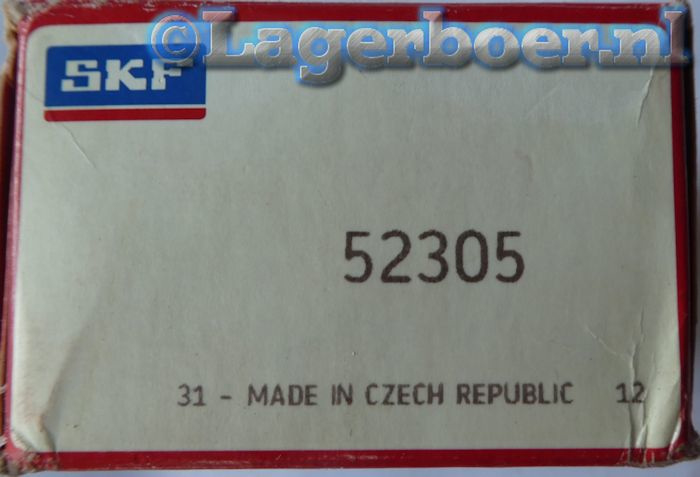 ©Lagerboer.nl
SKF
52305
31 - MADE IN CZECH REPUBLIC 12